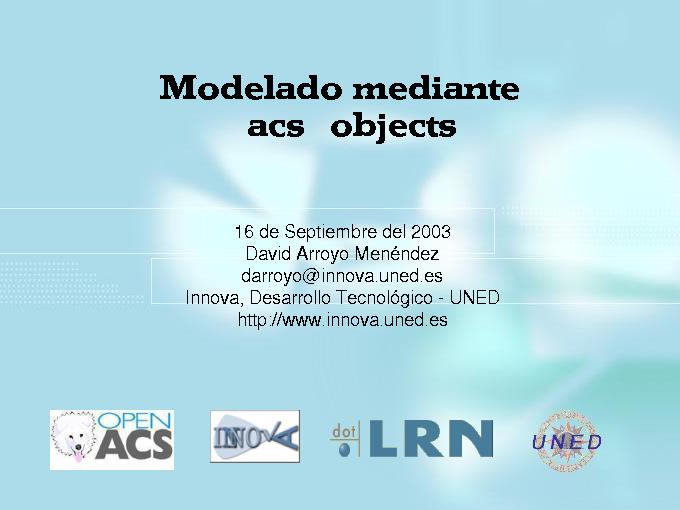 Modelado mediante
acs objects
16 de Septiembre del 2003
David Arroyo Menéndez
darroyo@innova.uned.es
Innova, Desarrollo Tecnológico - UNED
http://www.innova.uned.es
OPEN
ACS
INNOVA
dot LRN
UNED